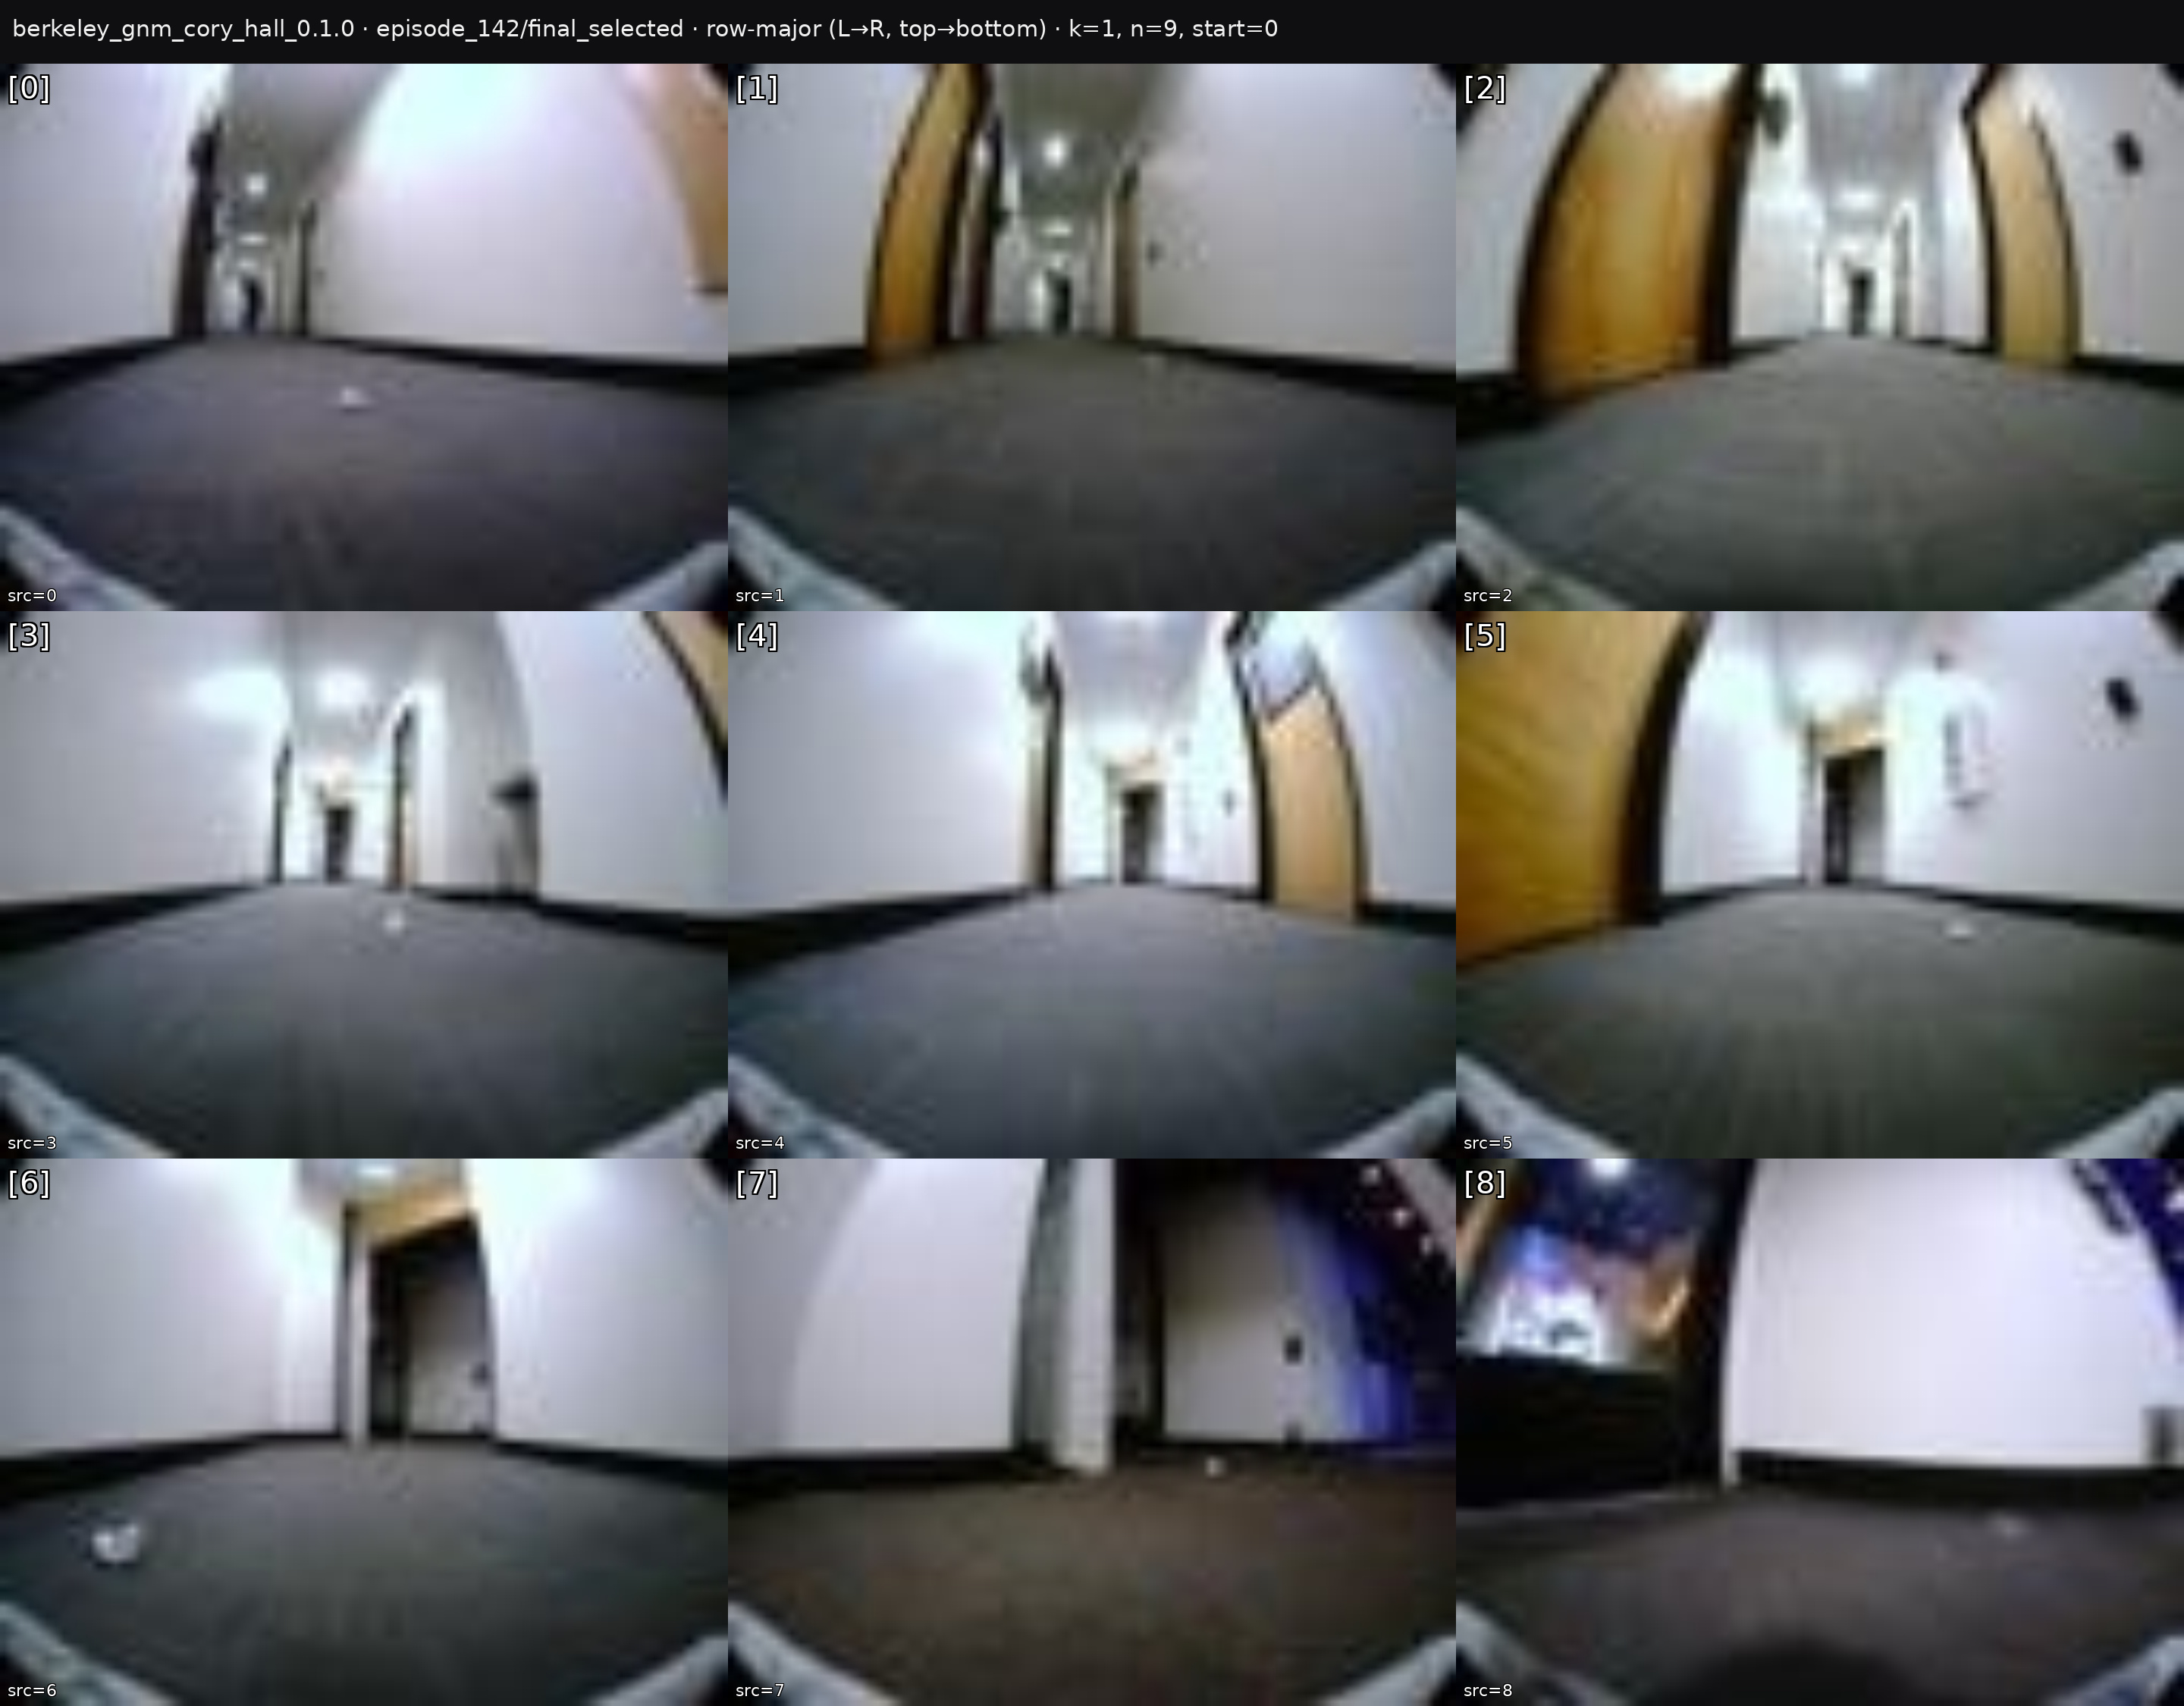 berkeley_gnm_cory_hall_0.1.0 · episode_142/final_selected · row-major (L→R, top→bottom) · k=1, n=9, start=0
[0]
[1]
[2]
src=0
src=1
src=2
[3]
[4]
[5]
src=3
src=4
src=5
[6]
[7]
[8]
src=6
src=7
src=8